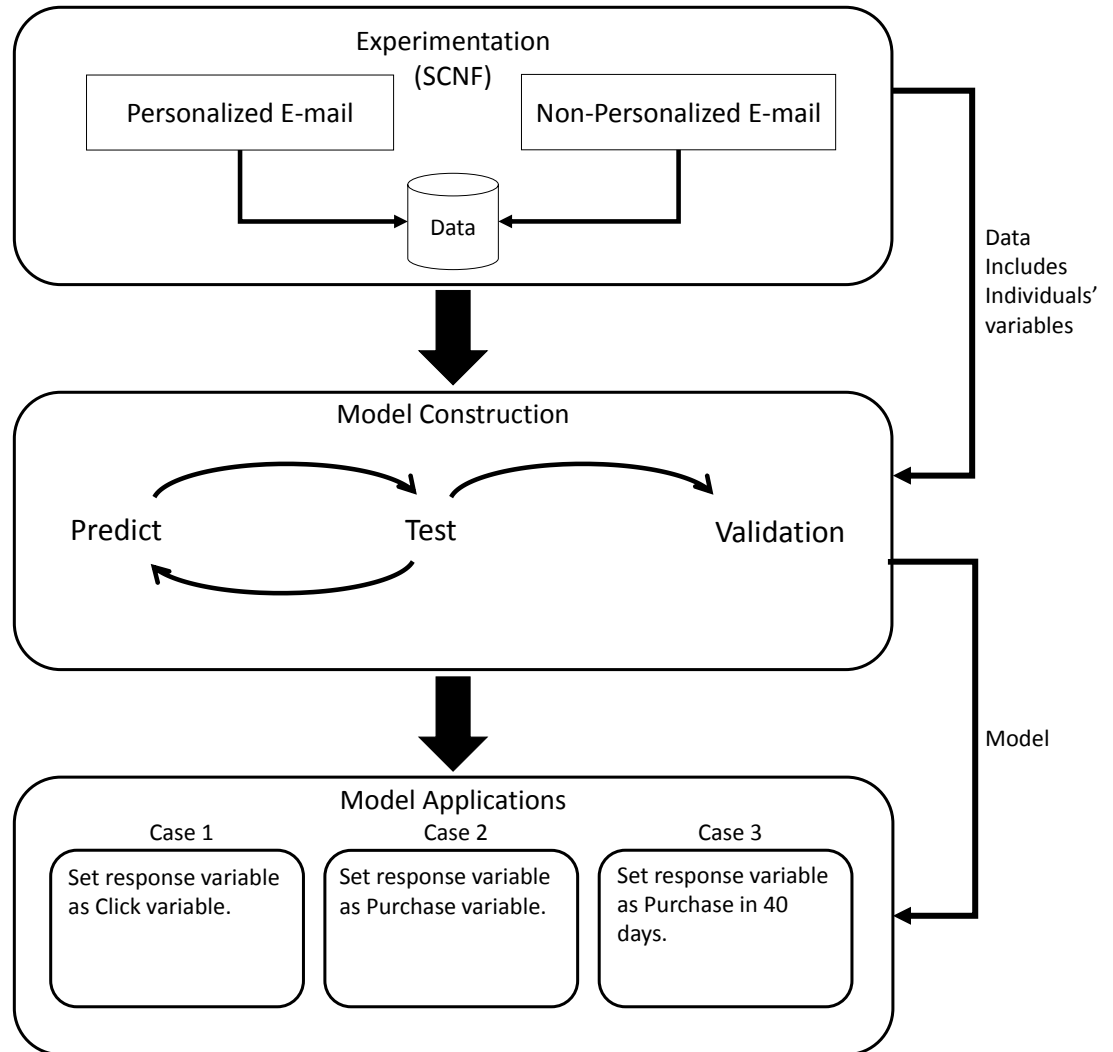 Experimentation
(SCNF)
Personalized E-mail
Non-Personalized E-mail
Data
Data
Includes
Individuals’
variables
Model Construction
Predict
Test
Validation
Model
Model Applications
Case 1
Case 2
Case 3
Set response variable
as Click variable.
Set response variable
as Purchase variable.
Set response variable
as Purchase in 40
days.